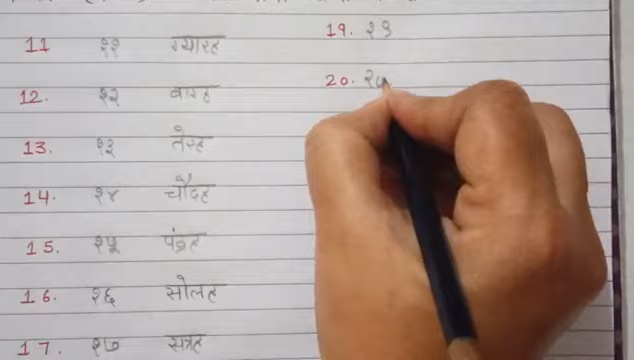 11 ११ ग्यारह
12. १२ बारह
13. १३ तेरह
14. १४ चौदह
15. १५ पंद्रह
16. १६ सोलह
17. १७ सत्रह
19. १९
20. २०